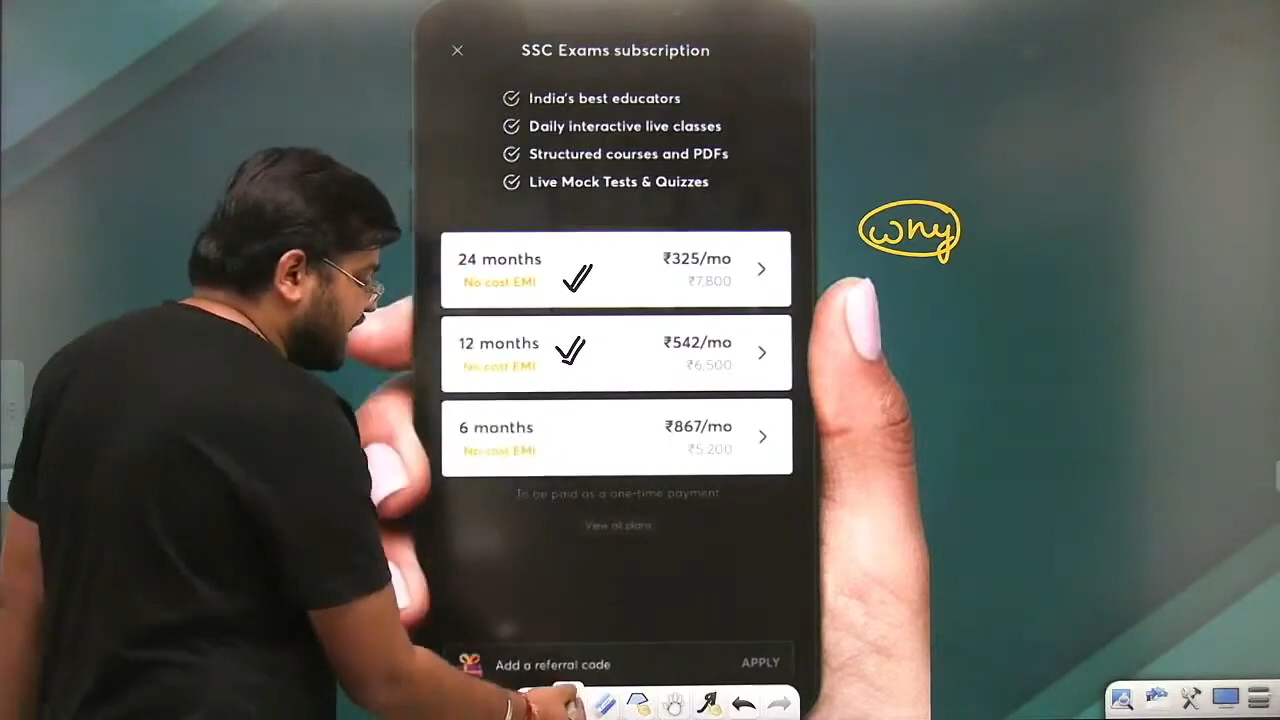 SSC Exams subscription
India's best educators
Daily interactive live classes
Structured courses and PDFs
Live Mock Tests & Quizzes
24 months ₹325/mo
No cost EMI ₹7,800
12 months ₹542/mo
No cost EMI ₹6,500
6 months ₹867/mo
No cost EMI ₹5,200
To be paid as a one-time payment
View all plans
Add a referral code APPLY
why